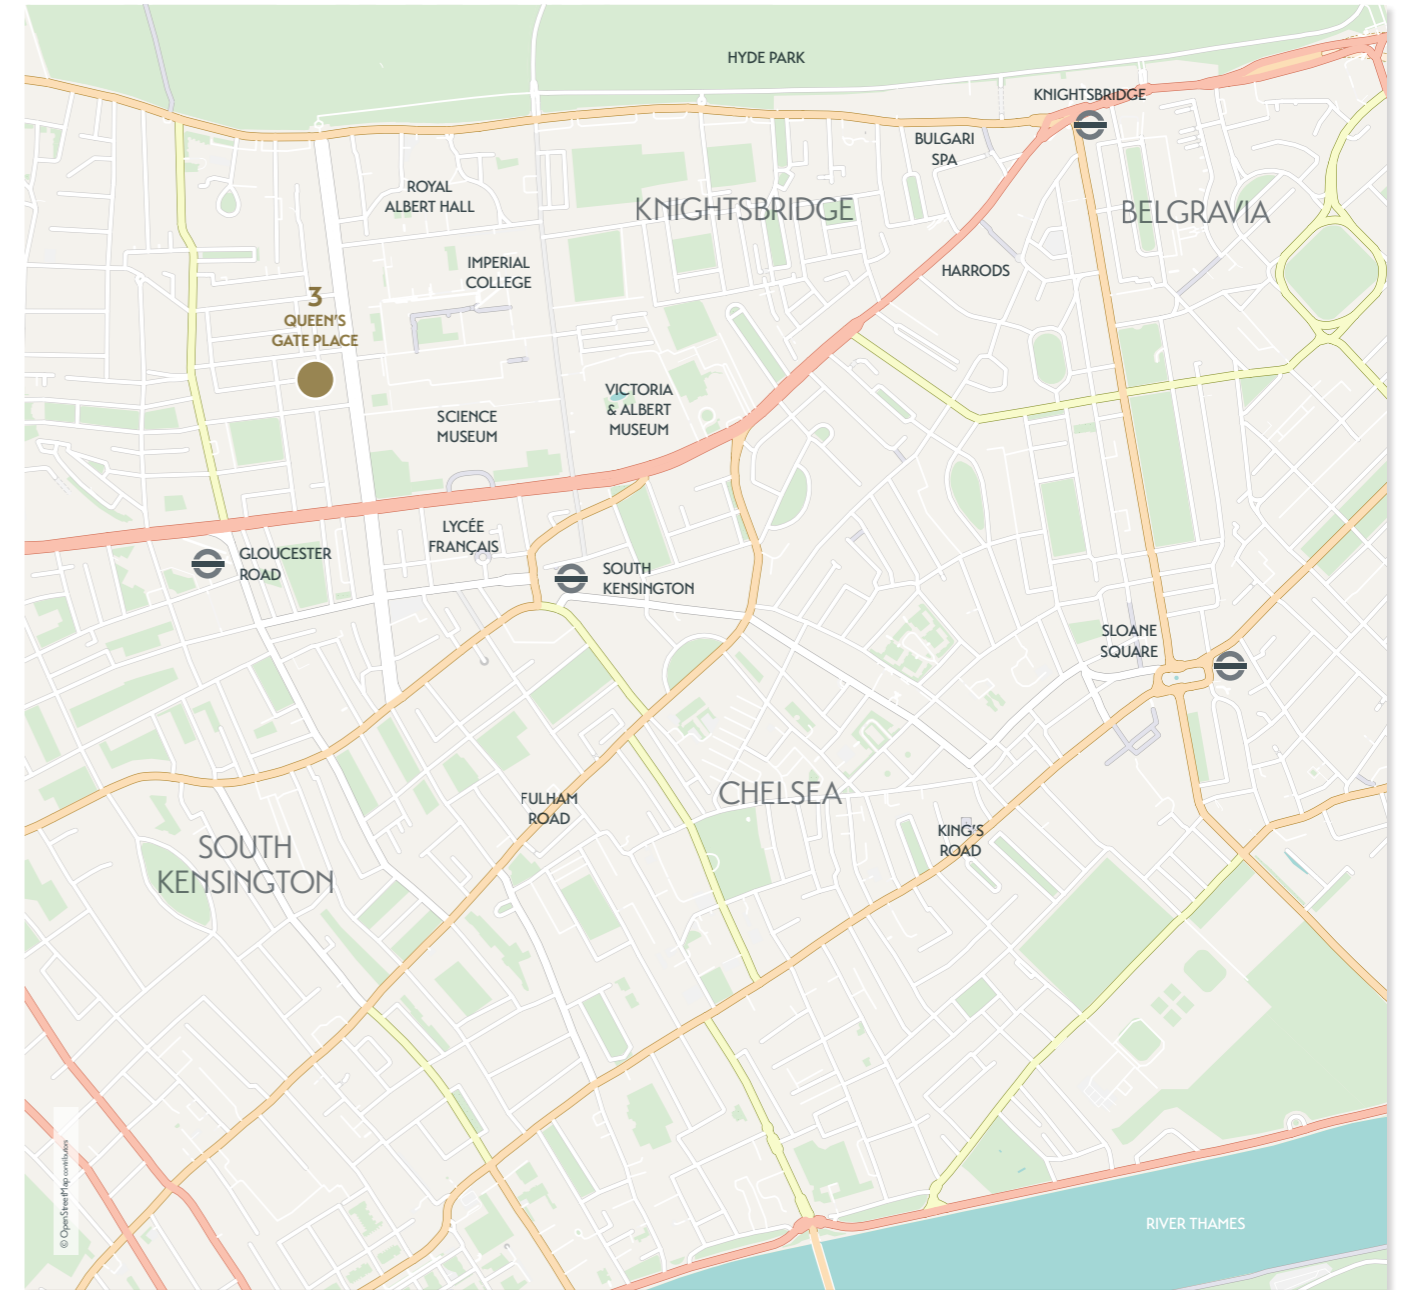 HYDE PARK
KNIGHTSBRIDGE
BULGARI
SPA
ROYAL
ALBERT HALL
KNIGHTSBRIDGE
BELGRAVIA
IMPERIAL
COLLEGE
HARRODS
3
QUEEN'S
GATE PLACE
VICTORIA
& ALBERT
MUSEUM
SCIENCE
MUSEUM
LYCÉE
FRANÇAIS
GLOUCESTER
ROAD
SOUTH
KENSINGTON
SLOANE
SQUARE
CHELSEA
FULHAM
ROAD
KING'S
ROAD
SOUTH
KENSINGTON
© OpenStreetMap contributors
RIVER THAMES